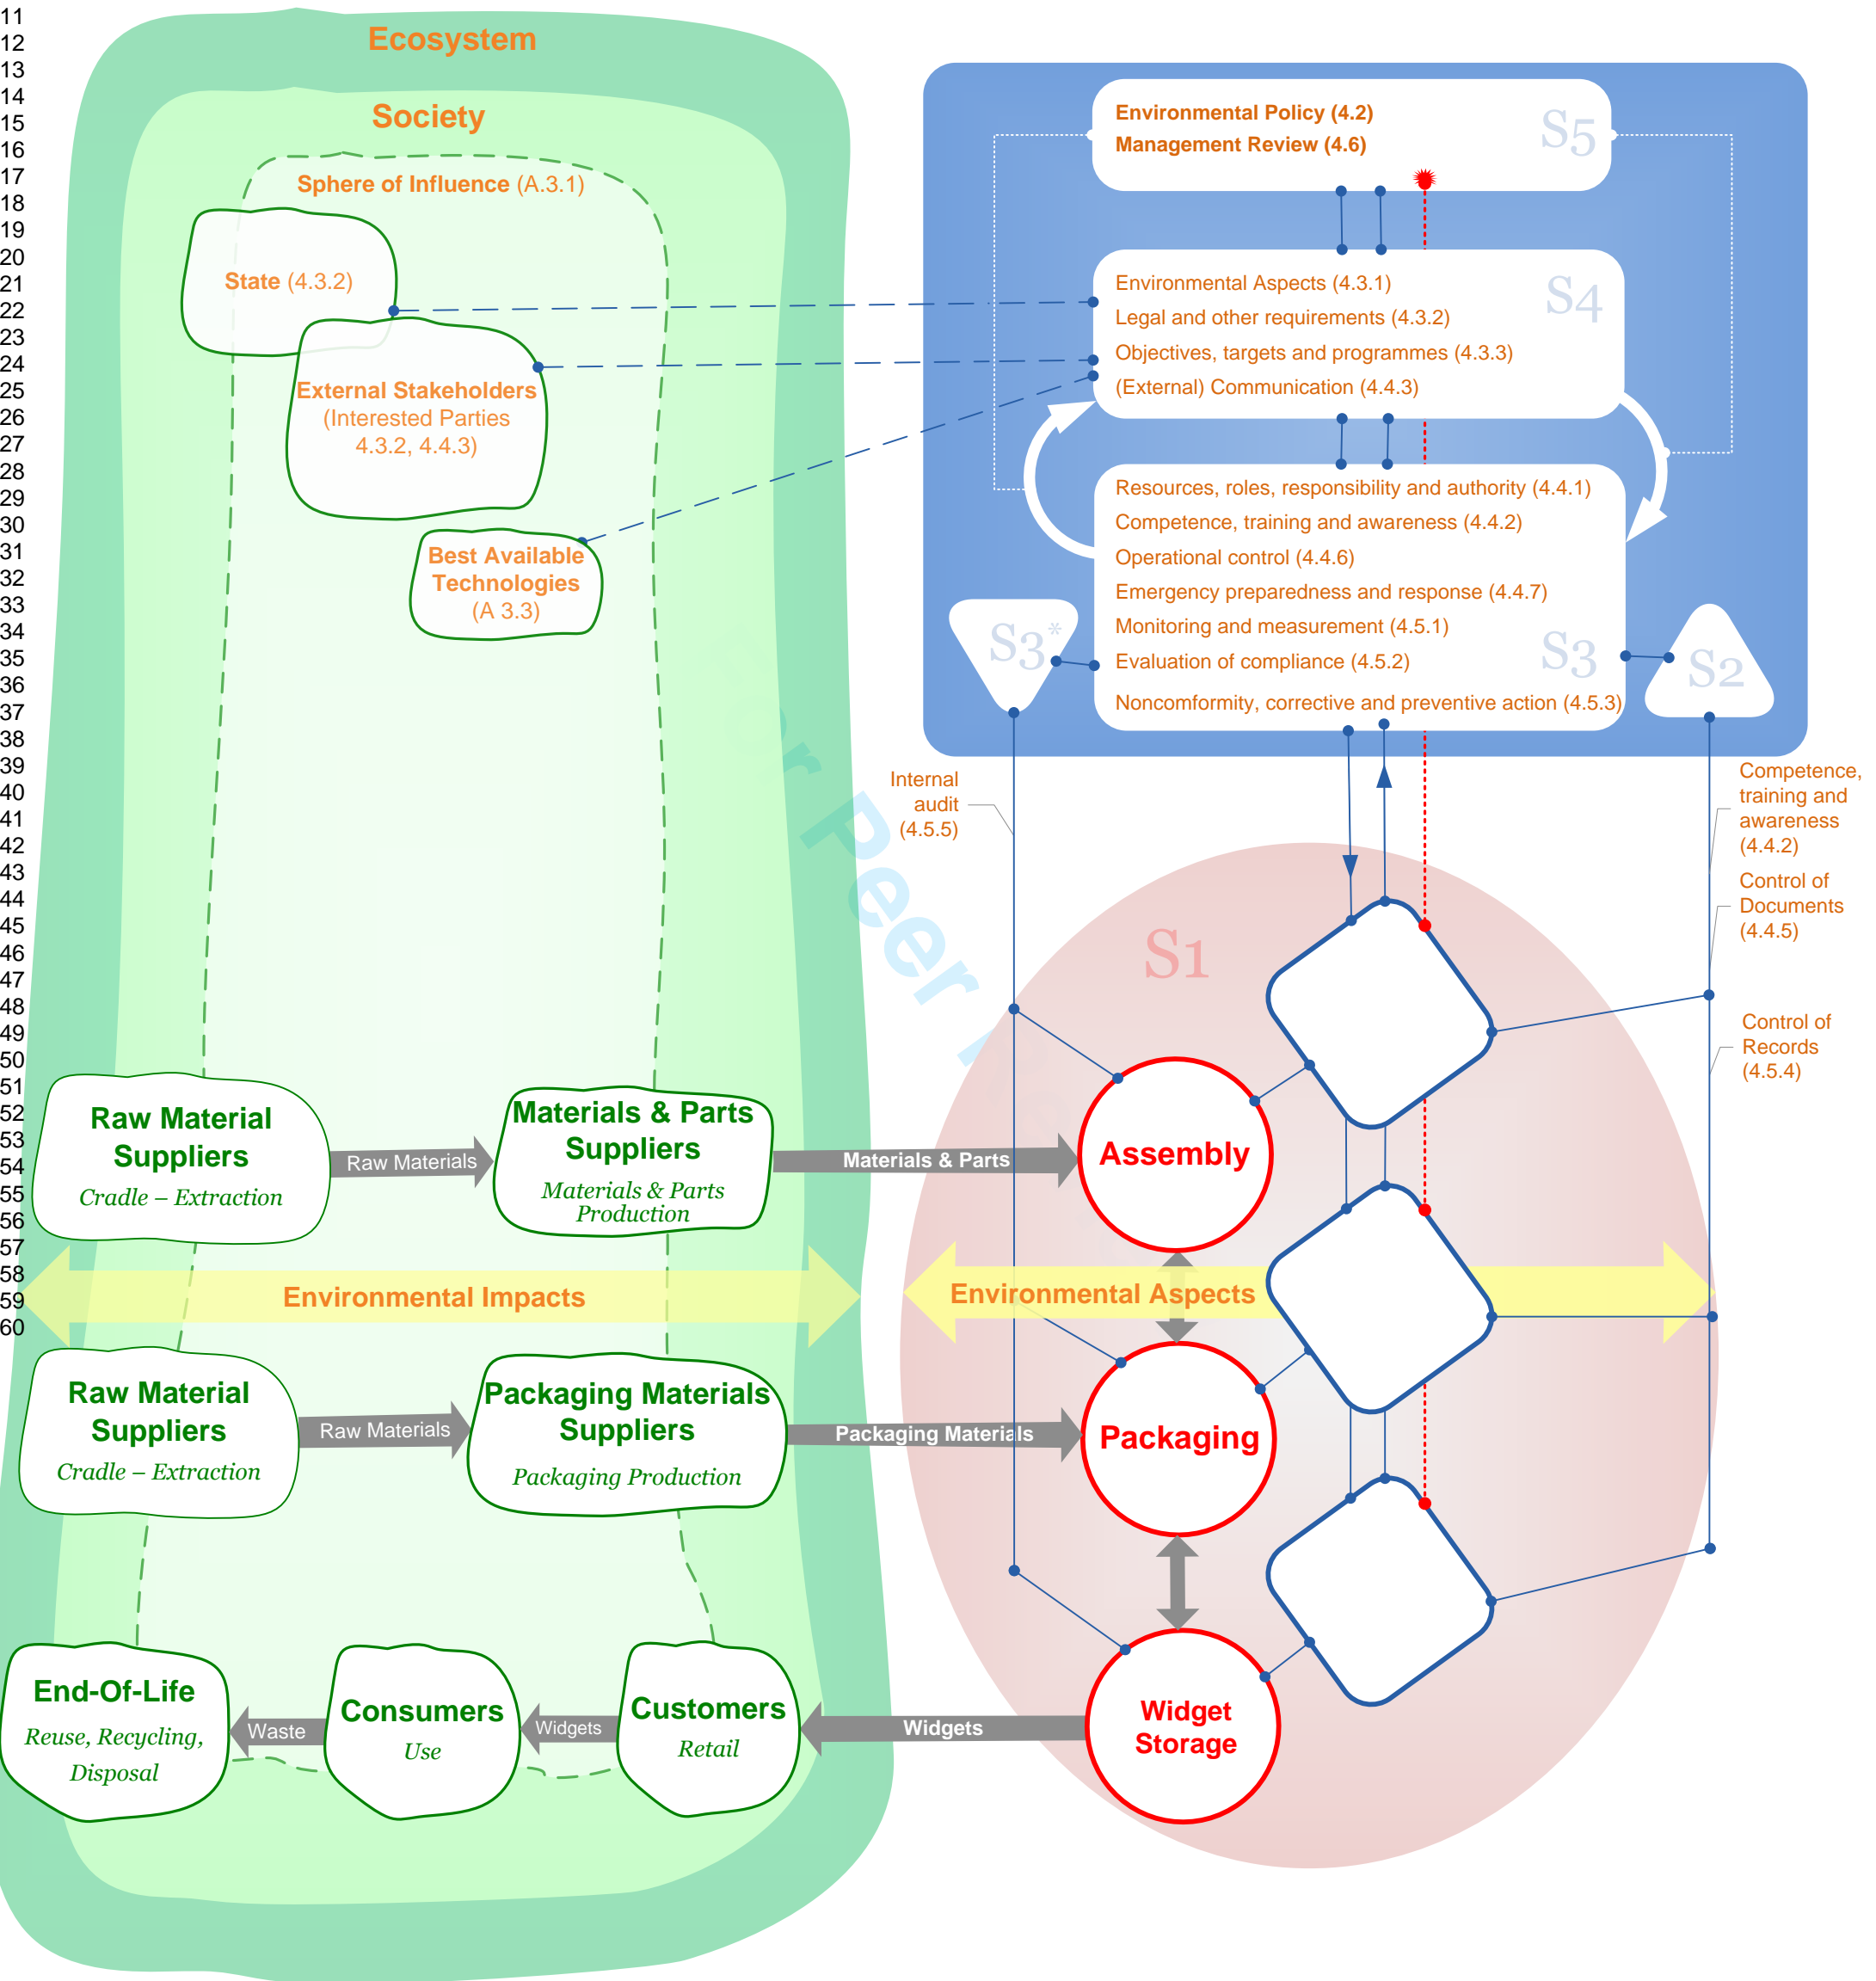 11
12
13
14
15
16
17
18
19
20
21
22
23
24
25
26
27
28
29
30
31
32
33
34
35
36
37
38
39
40
41
42
43
44
45
46
47
48
49
50
51
52
53
54
55
56
57
58
59
60
Ecosystem
Society
Sphere of Influence (A.3.1)
State (4.3.2)
External Stakeholders
(Interested Parties
4.3.2, 4.4.3)
Best Available
Technologies
(A 3.3)
Environmental Policy (4.2)
Management Review (4.6)
S5
Environmental Aspects (4.3.1)
Legal and other requirements (4.3.2)
Objectives, targets and programmes (4.3.3)
(External) Communication (4.4.3)
S4
Resources, roles, responsibility and authority (4.4.1)
Competence, training and awareness (4.4.2)
Operational control (4.4.6)
Emergency preparedness and response (4.4.7)
Monitoring and measurement (4.5.1)
Evaluation of compliance (4.5.2)
Noncomformity, corrective and preventive action (4.5.3)
S3
S3*
S2
Internal
audit
(4.5.5)
Competence,
training and
awareness
(4.4.2)
Control of
Documents
(4.4.5)
Control of
Records
(4.5.4)
Peer
S1
Raw Material
Suppliers
Cradle – Extraction
Raw Materials
Materials & Parts
Suppliers
Materials & Parts
Production
Materials & Parts
Assembly
Environmental Impacts
Environmental Aspects
Raw Material
Suppliers
Cradle – Extraction
Raw Materials
Packaging Materials
Suppliers
Packaging Production
Packaging Materials
Packaging
End-Of-Life
Reuse, Recycling,
Disposal
Waste
Consumers
Use
Widgets
Customers
Retail
Widgets
Widget
Storage